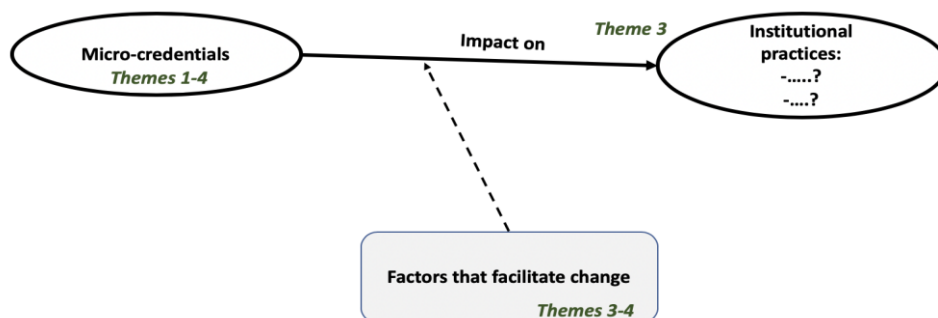 Micro-credentials
Themes 1-4
Impact on
Theme 3
Institutional
practices:
-.....?
-....?
Factors that facilitate change
Themes 3-4